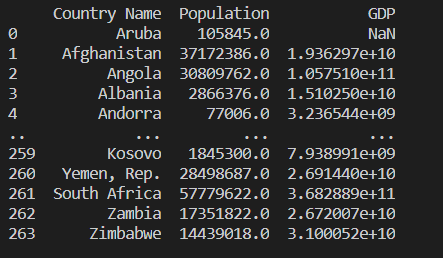 Country Name Population GDP
0 Aruba 105845.0 NaN
1 Afghanistan 37172386.0 1.936297e+10
2 Angola 30809762.0 1.057510e+11
3 Albania 2866376.0 1.510250e+10
4 Andorra 77006.0 3.236544e+09
.. ... ... ...
259 Kosovo 1845300.0 7.938991e+09
260 Yemen, Rep. 28498687.0 2.691440e+10
261 South Africa 57779622.0 3.682889e+11
262 Zambia 17351822.0 2.672007e+10
263 Zimbabwe 14439018.0 3.100052e+10